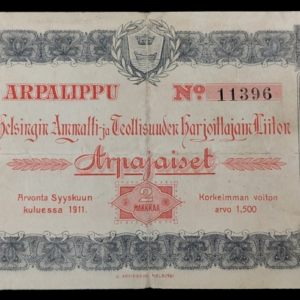 ARPALIPPU No 11396
Helsingin Ammatti-ja Teollisuuden Harjoittajain Liiton
Arpajaiset
Arvonta Syyskuun
kuluessa 1911.
2
MARKKAA
Korkeimman voiton
arvo 1,500
HELSINKI